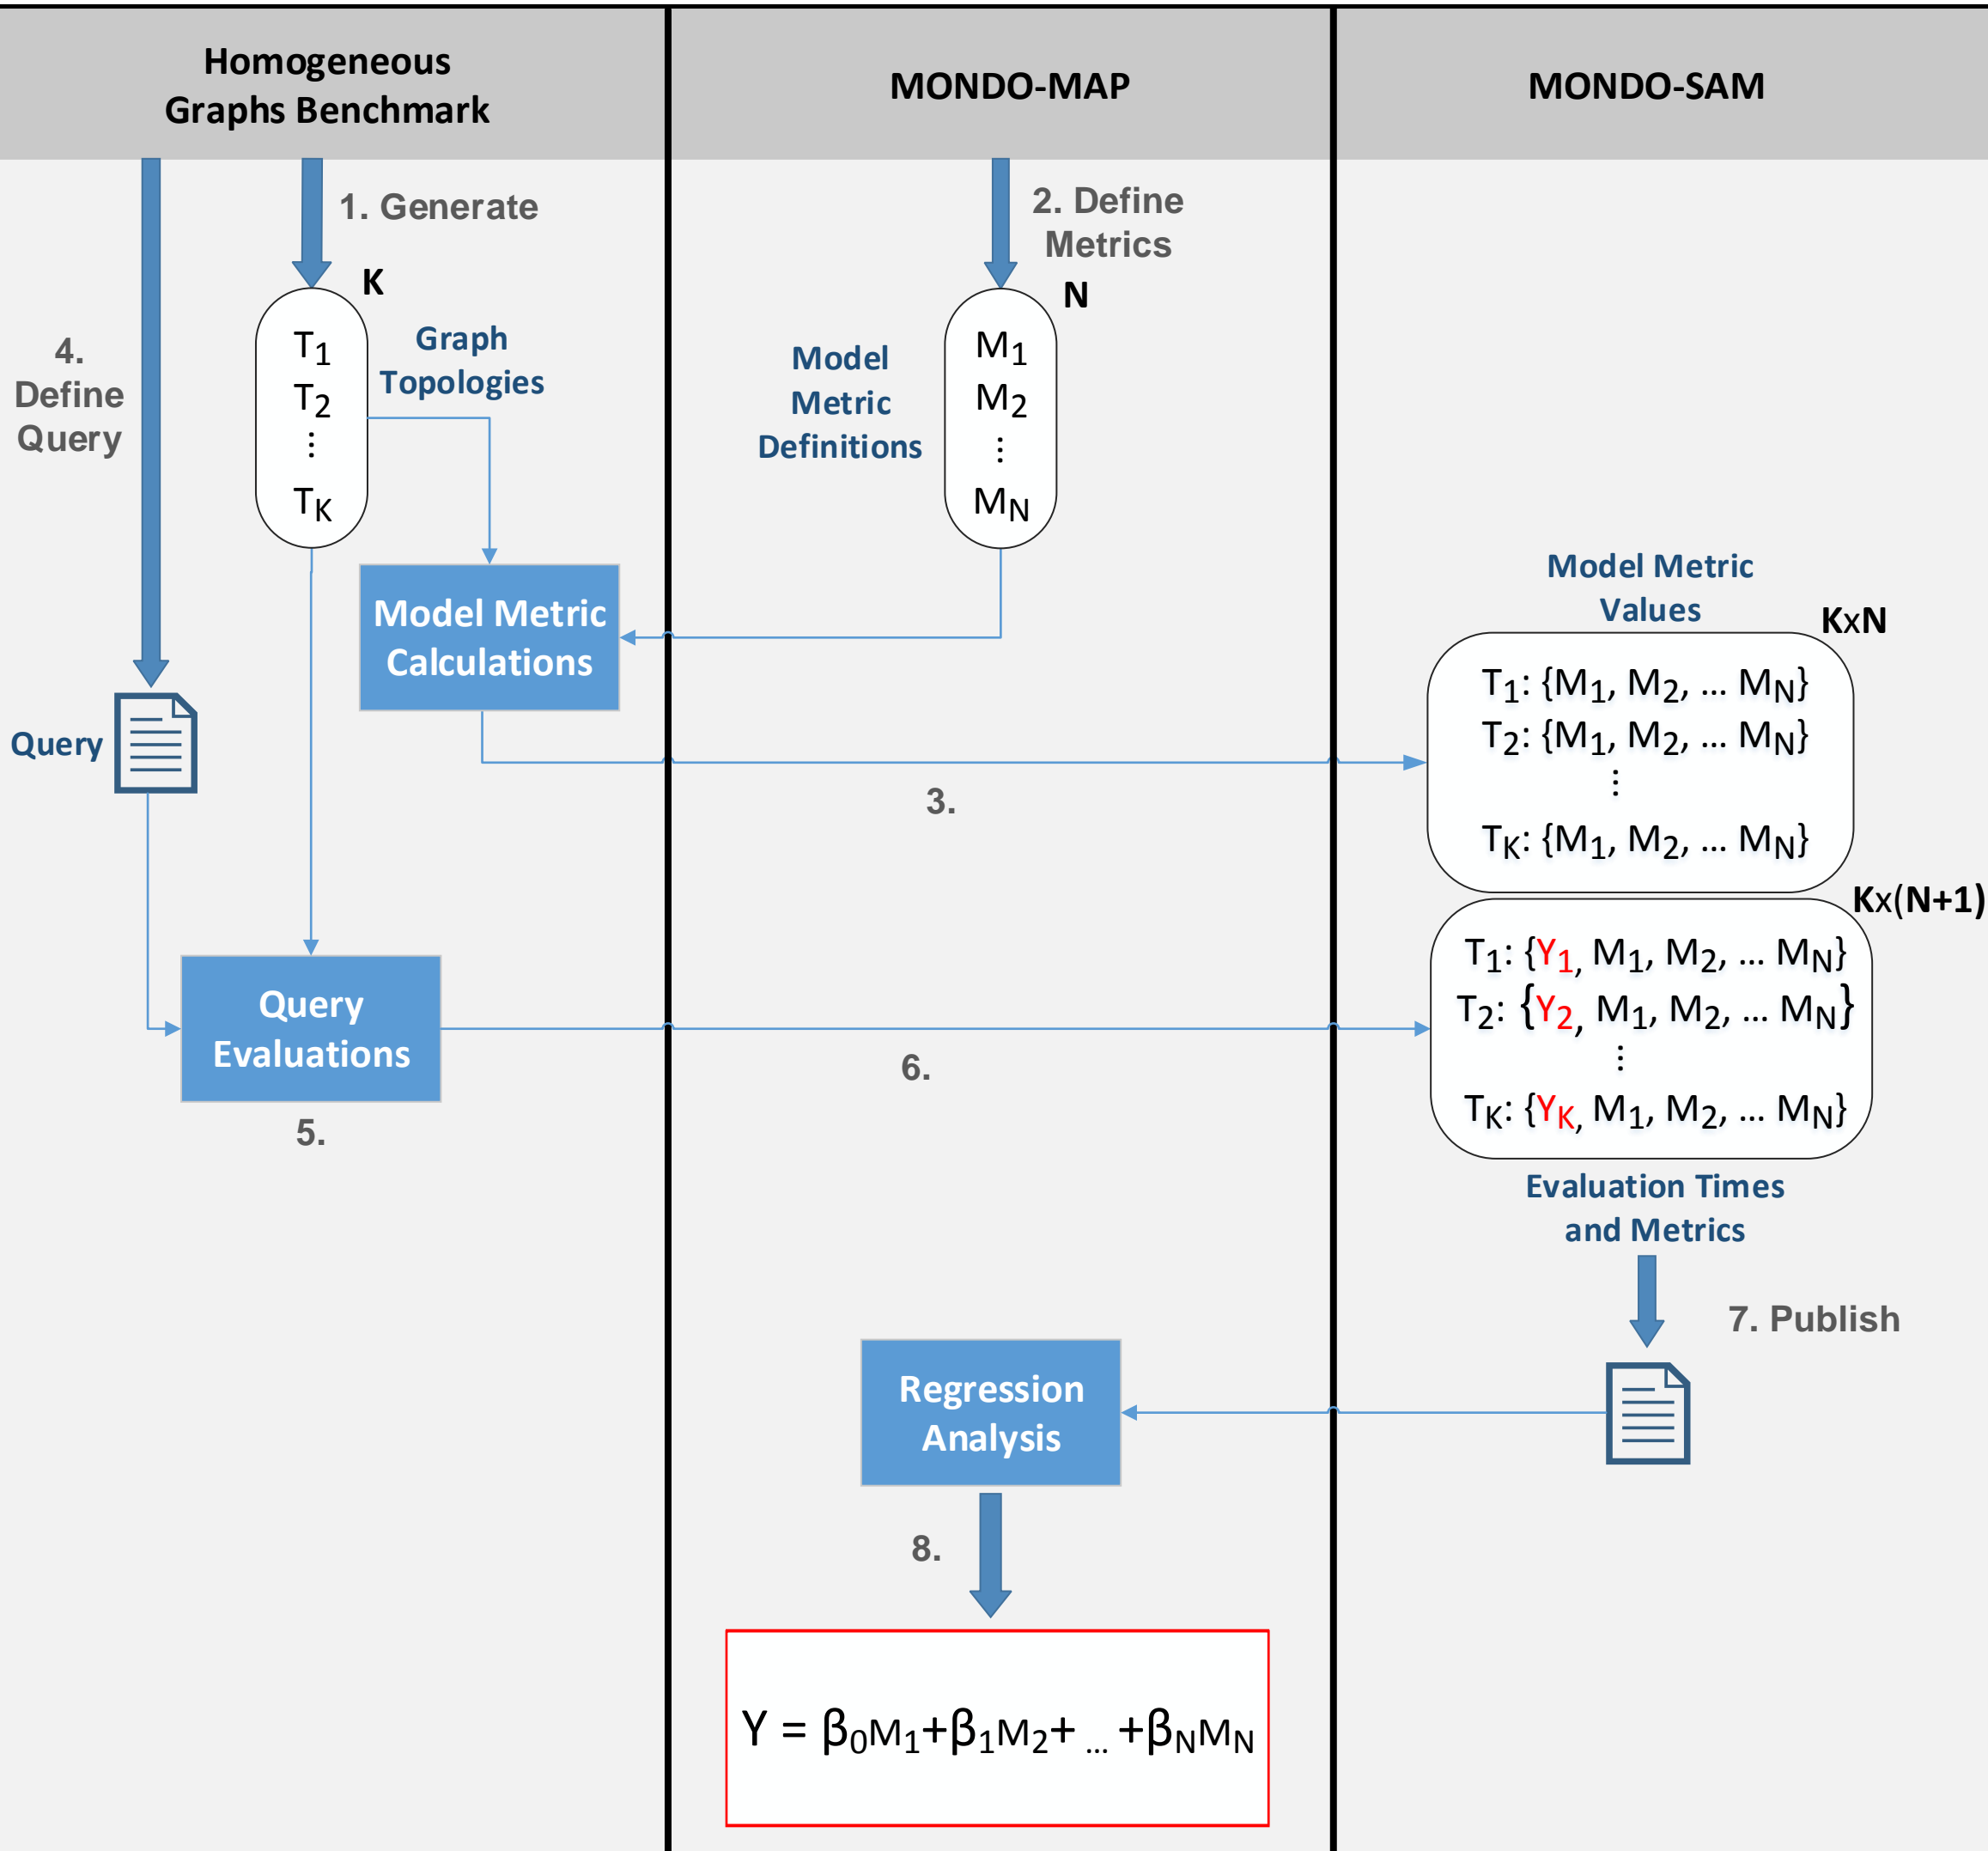 Homogeneous
Graphs Benchmark
MONDO-MAP
MONDO-SAM
1. Generate
2. Define
Metrics
K
N
T1
T2
⋮
TK
Graph
Topologies
Model
Metric
Definitions
M1
M2
⋮
MN
4.
Define
Query
Model Metric
Calculations
Model Metric
Values
KxN
T1: {M1, M2, ... MN}
T2: {M1, M2, ... MN}
⋮
TK: {M1, M2, ... MN}
Query
3.
Kx(N+1)
T1: {Y1, M1, M2, ... MN}
T2: {Y2, M1, M2, ... MN}
⋮
TK: {YK, M1, M2, ... MN}
Query
Evaluations
5.
6.
Evaluation Times
and Metrics
7. Publish
Regression
Analysis
8.
Y = β0M1+β1M2+ ... +βNMN